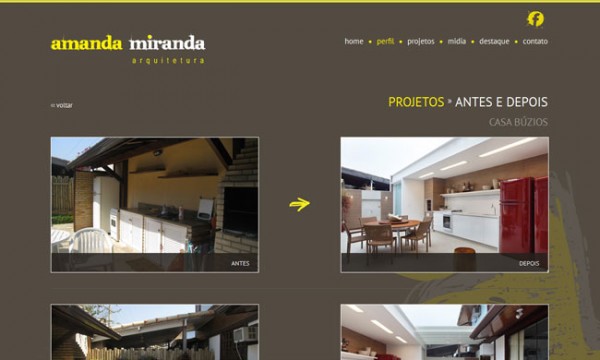 amanda miranda
arquitetura
home • perfil • projetos • mídia • destaque • contato
« voltar
PROJETOS » ANTES E DEPOIS
CASA BÚZIOS
ANTES
DEPOIS